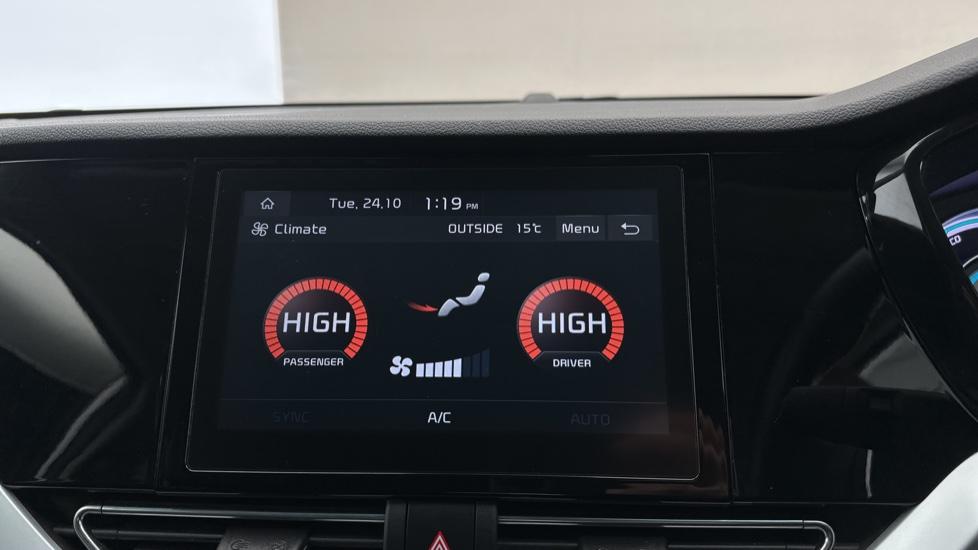 Tue, 24.10 1:19 PM
Climate OUTSIDE 15℃ Menu
HIGH HIGH
PASSENGER DRIVER
SYNC A/C AUTO